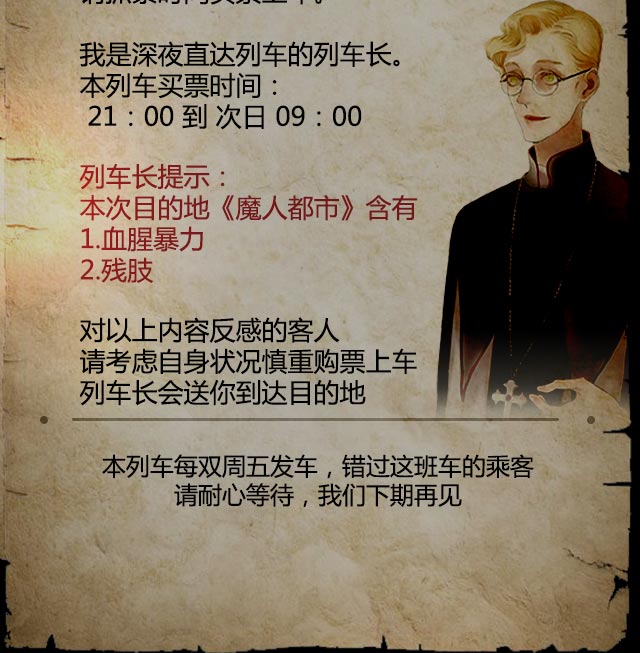 我是深夜直达列车的列车长。
本列车买票时间：
21：00 到 次日 09：00
列车长提示：
本次目的地《魔人都市》含有
1.血腥暴力
2.残肢
对以上内容反感的客人
请考虑自身状况慎重购票上车
列车长会送你到达目的地
本列车每双周五发车，错过这班车的乘客
请耐心等待，我们下期再见